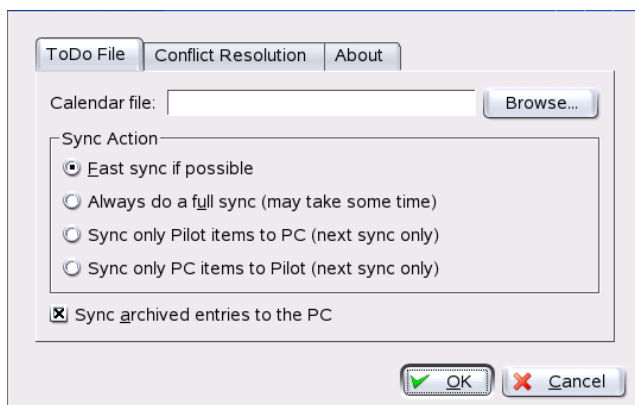 ToDo File Conflict Resolution About
Calendar file: Browse...
Sync Action
Fast sync if possible
Always do a full sync (may take some time)
Sync only Pilot items to PC (next sync only)
Sync only PC items to Pilot (next sync only)
Sync archived entries to the PC
OK Cancel